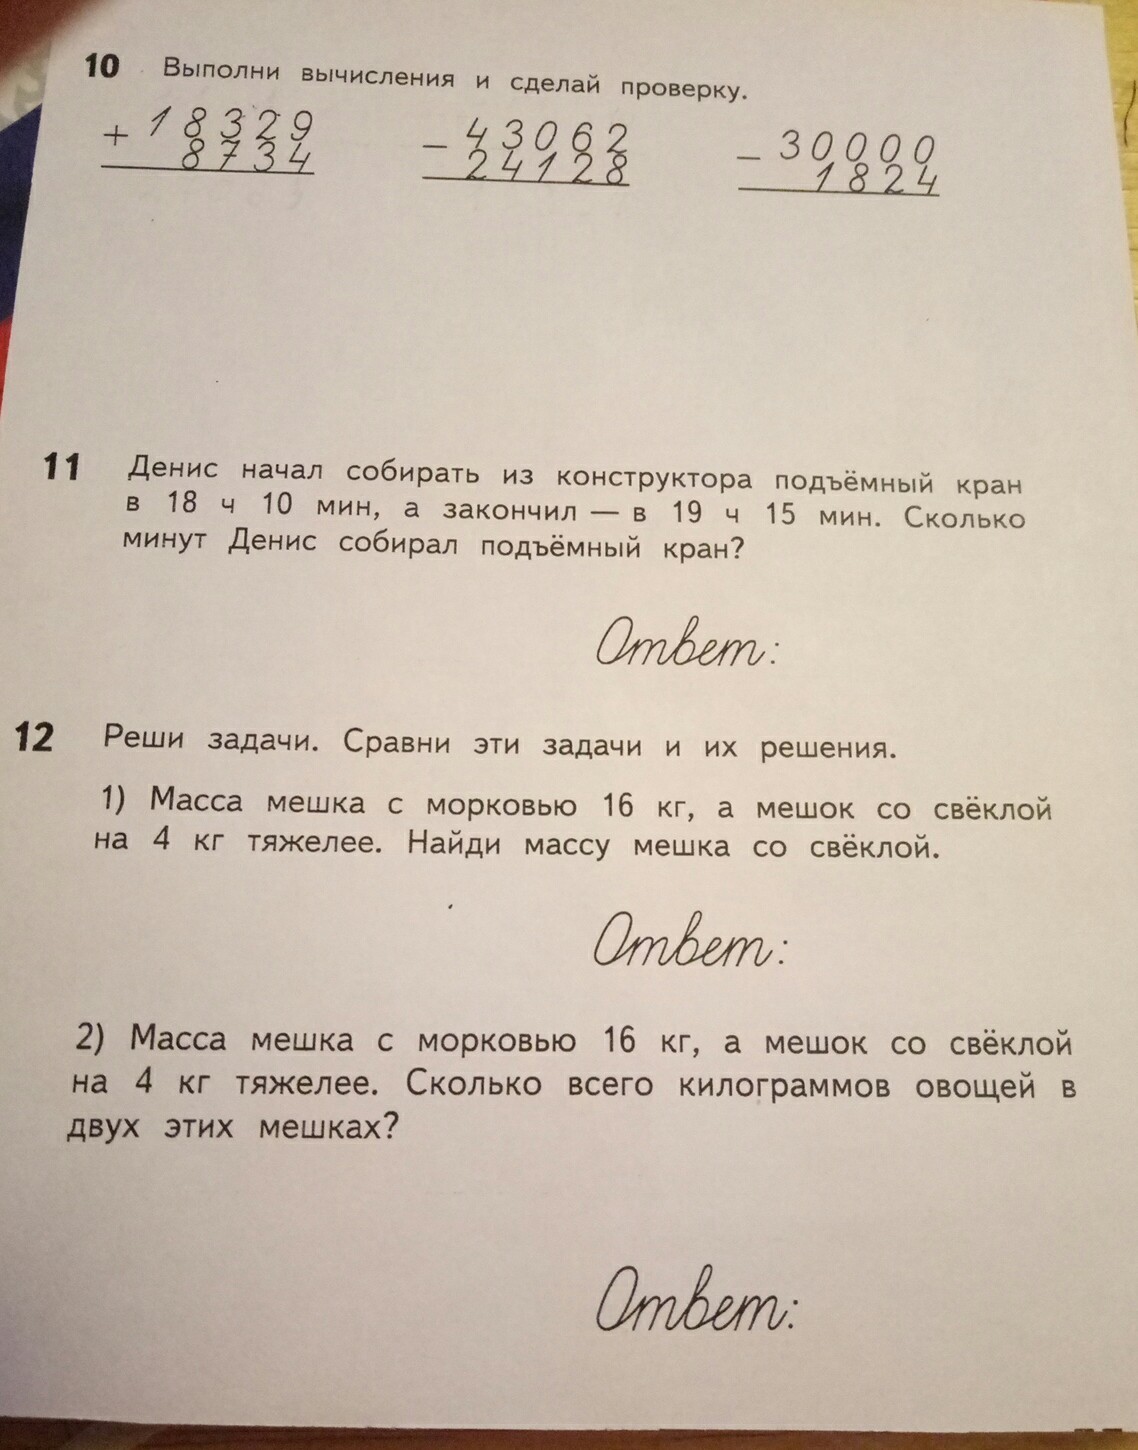 10 Выполни вычисления и сделай проверку.
+ 18329 − 43062 − 30000
8734 24128 1824
11 Денис начал собирать из конструктора подъёмный кран
в 18 ч 10 мин, а закончил — в 19 ч 15 мин. Сколько
минут Денис собирал подъёмный кран?
Ответ:
12 Реши задачи. Сравни эти задачи и их решения.
1) Масса мешка с морковью 16 кг, а мешок со свёклой
на 4 кг тяжелее. Найди массу мешка со свёклой.
Ответ:
2) Масса мешка с морковью 16 кг, а мешок со свёклой
на 4 кг тяжелее. Сколько всего килограммов овощей в
двух этих мешках?
Ответ: